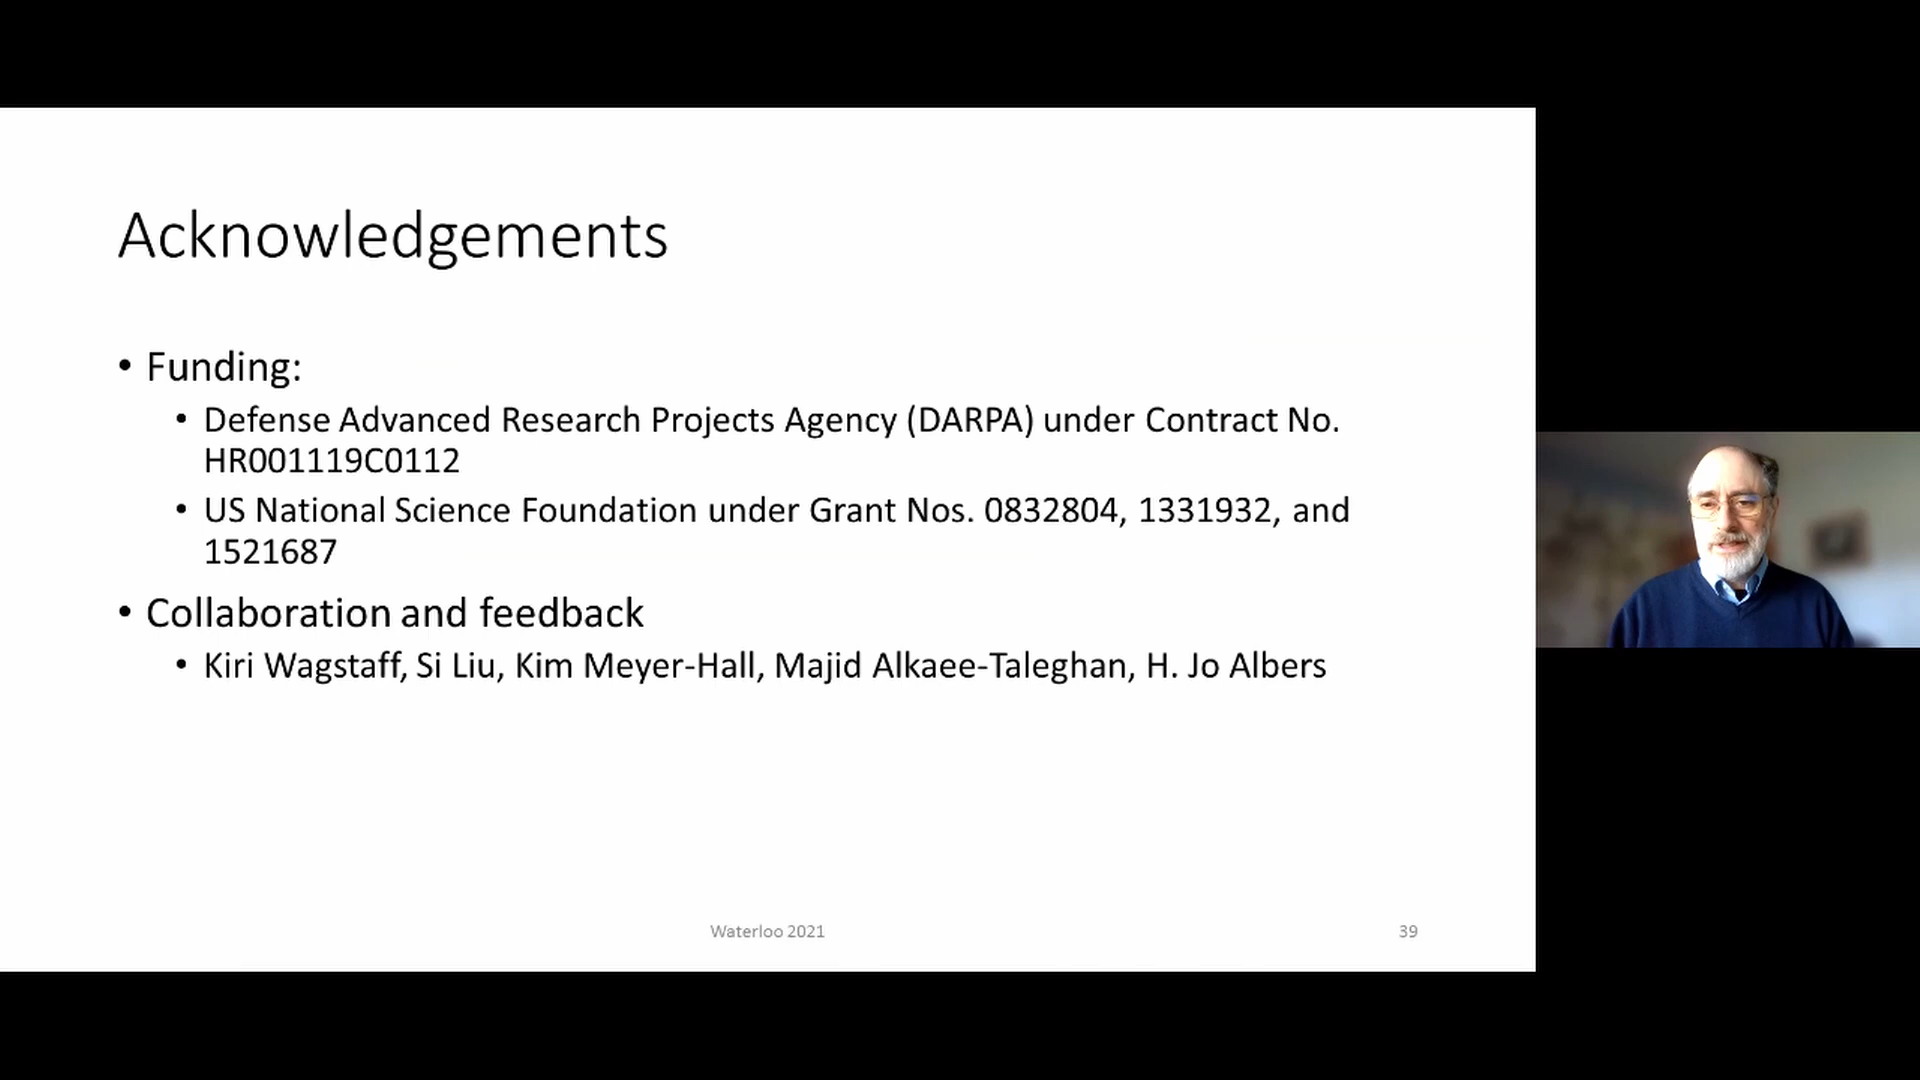 Acknowledgements
• Funding:
• Defense Advanced Research Projects Agency (DARPA) under Contract No.
HR001119C0112
• US National Science Foundation under Grant Nos. 0832804, 1331932, and
1521687
• Collaboration and feedback
• Kiri Wagstaff, Si Liu, Kim Meyer-Hall, Majid Alkaee-Taleghan, H. Jo Albers
Waterloo 2021
39